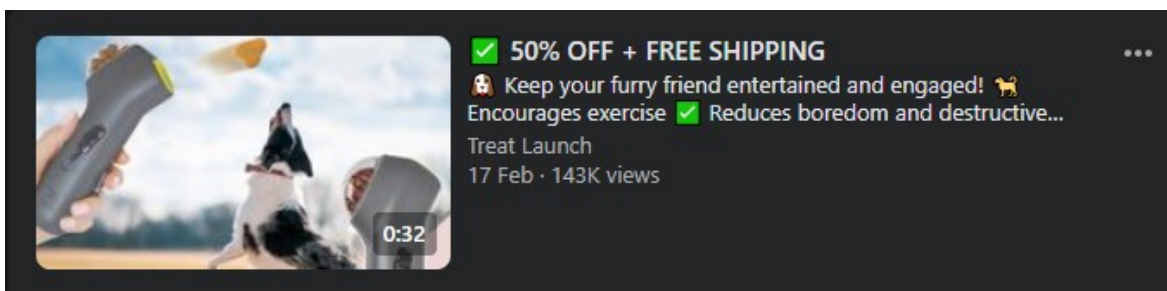 ✅ 50% OFF + FREE SHIPPING
🐶 Keep your furry friend entertained and engaged! 🐕
Encourages exercise ✅ Reduces boredom and destructive...
Treat Launch
17 Feb · 143K views
0:32